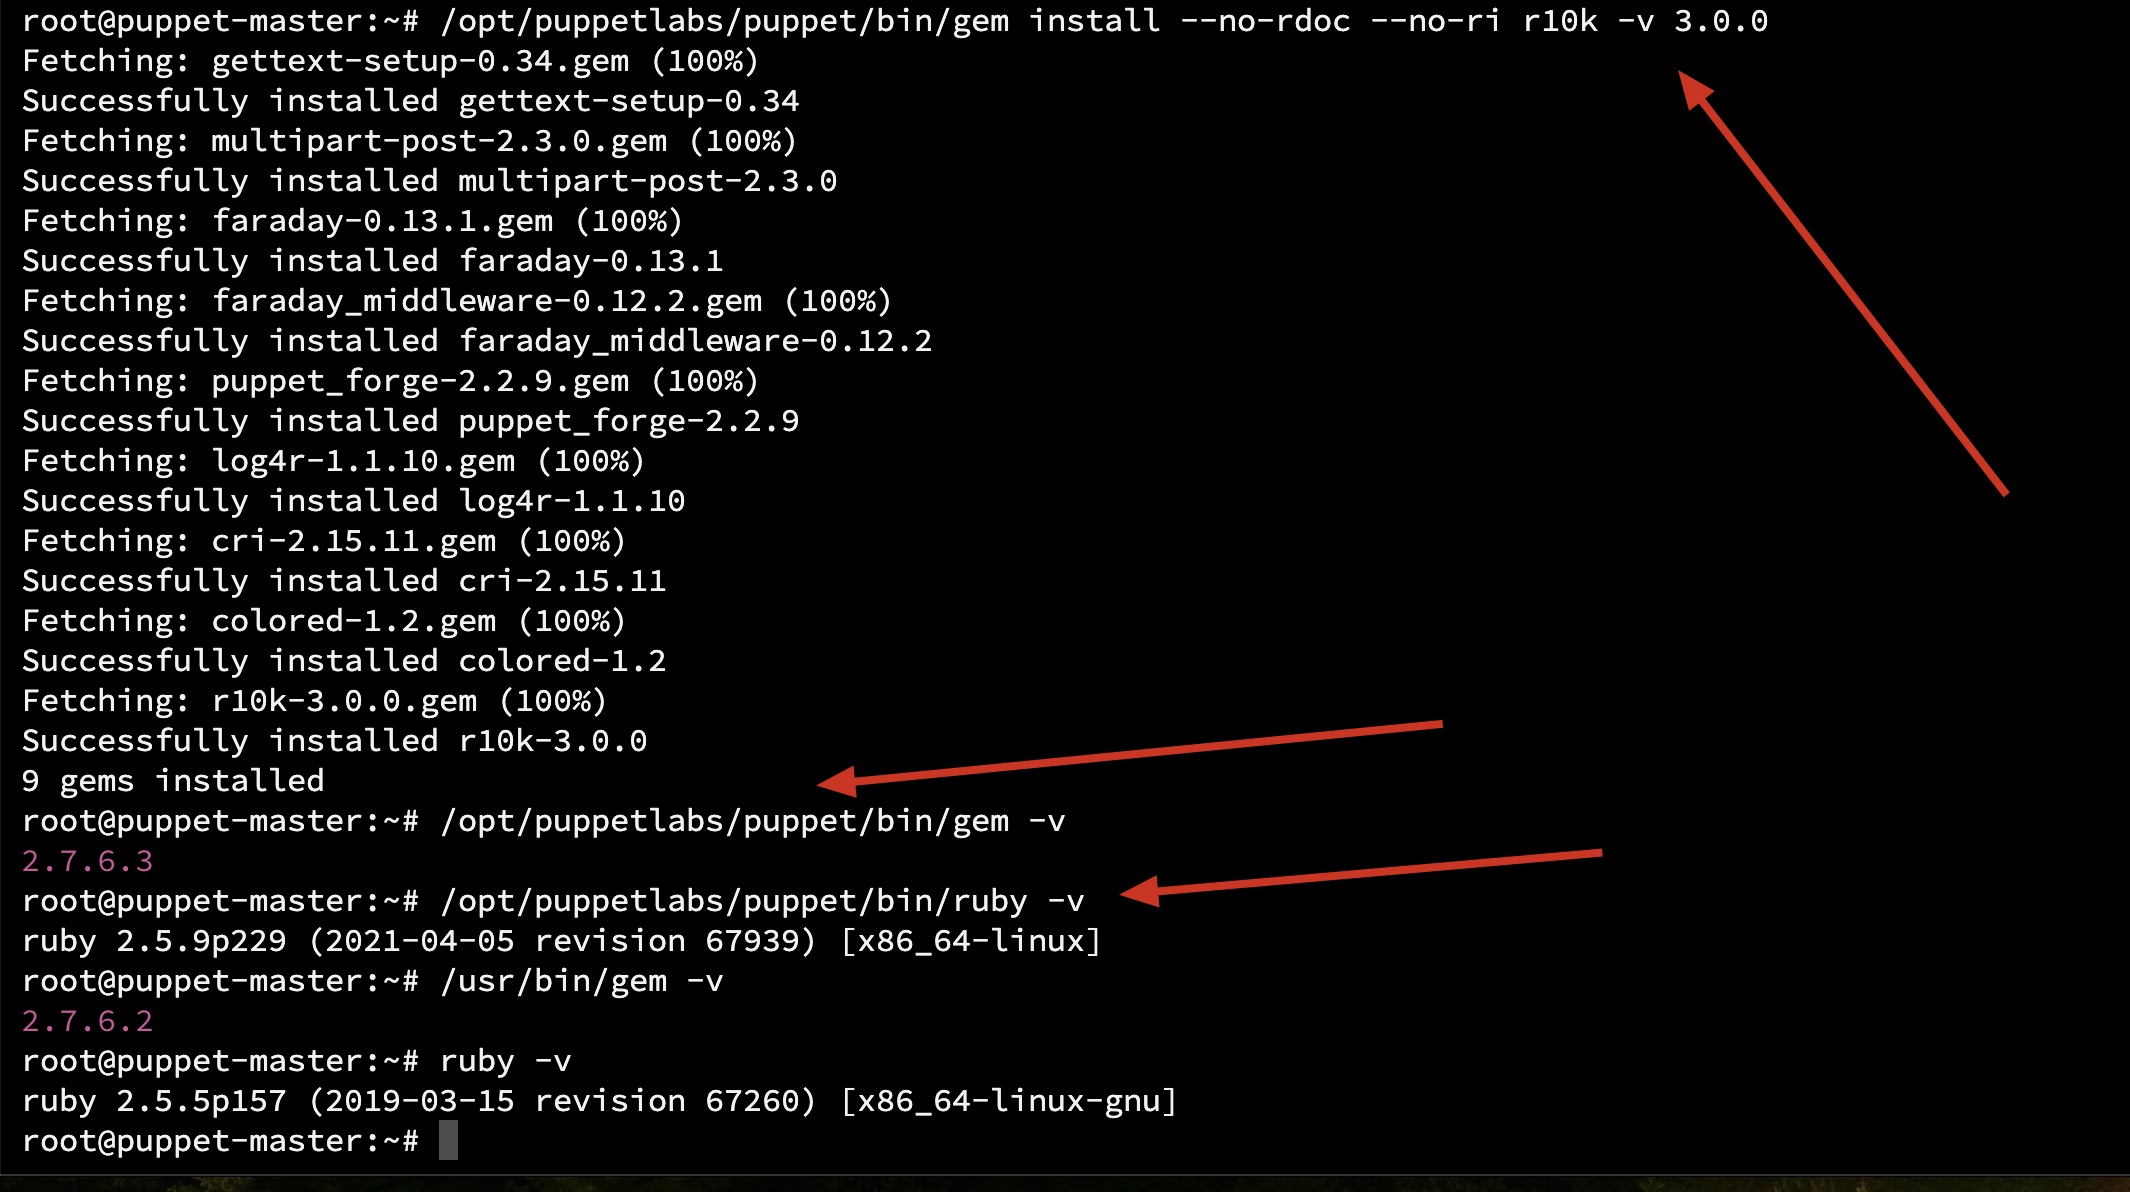 root@puppet-master:~# /opt/puppetlabs/puppet/bin/gem install --no-rdoc --no-ri r10k -v 3.0.0
Fetching: gettext-setup-0.34.gem (100%)
Successfully installed gettext-setup-0.34
Fetching: multipart-post-2.3.0.gem (100%)
Successfully installed multipart-post-2.3.0
Fetching: faraday-0.13.1.gem (100%)
Successfully installed faraday-0.13.1
Fetching: faraday_middleware-0.12.2.gem (100%)
Successfully installed faraday_middleware-0.12.2
Fetching: puppet_forge-2.2.9.gem (100%)
Successfully installed puppet_forge-2.2.9
Fetching: log4r-1.1.10.gem (100%)
Successfully installed log4r-1.1.10
Fetching: cri-2.15.11.gem (100%)
Successfully installed cri-2.15.11
Fetching: colored-1.2.gem (100%)
Successfully installed colored-1.2
Fetching: r10k-3.0.0.gem (100%)
Successfully installed r10k-3.0.0
9 gems installed
root@puppet-master:~# /opt/puppetlabs/puppet/bin/gem -v
2.7.6.3
root@puppet-master:~# /opt/puppetlabs/puppet/bin/ruby -v
ruby 2.5.9p229 (2021-04-05 revision 67939) [x86_64-linux]
root@puppet-master:~# /usr/bin/gem -v
2.7.6.2
root@puppet-master:~# ruby -v
ruby 2.5.5p157 (2019-03-15 revision 67260) [x86_64-linux-gnu]
root@puppet-master:~#